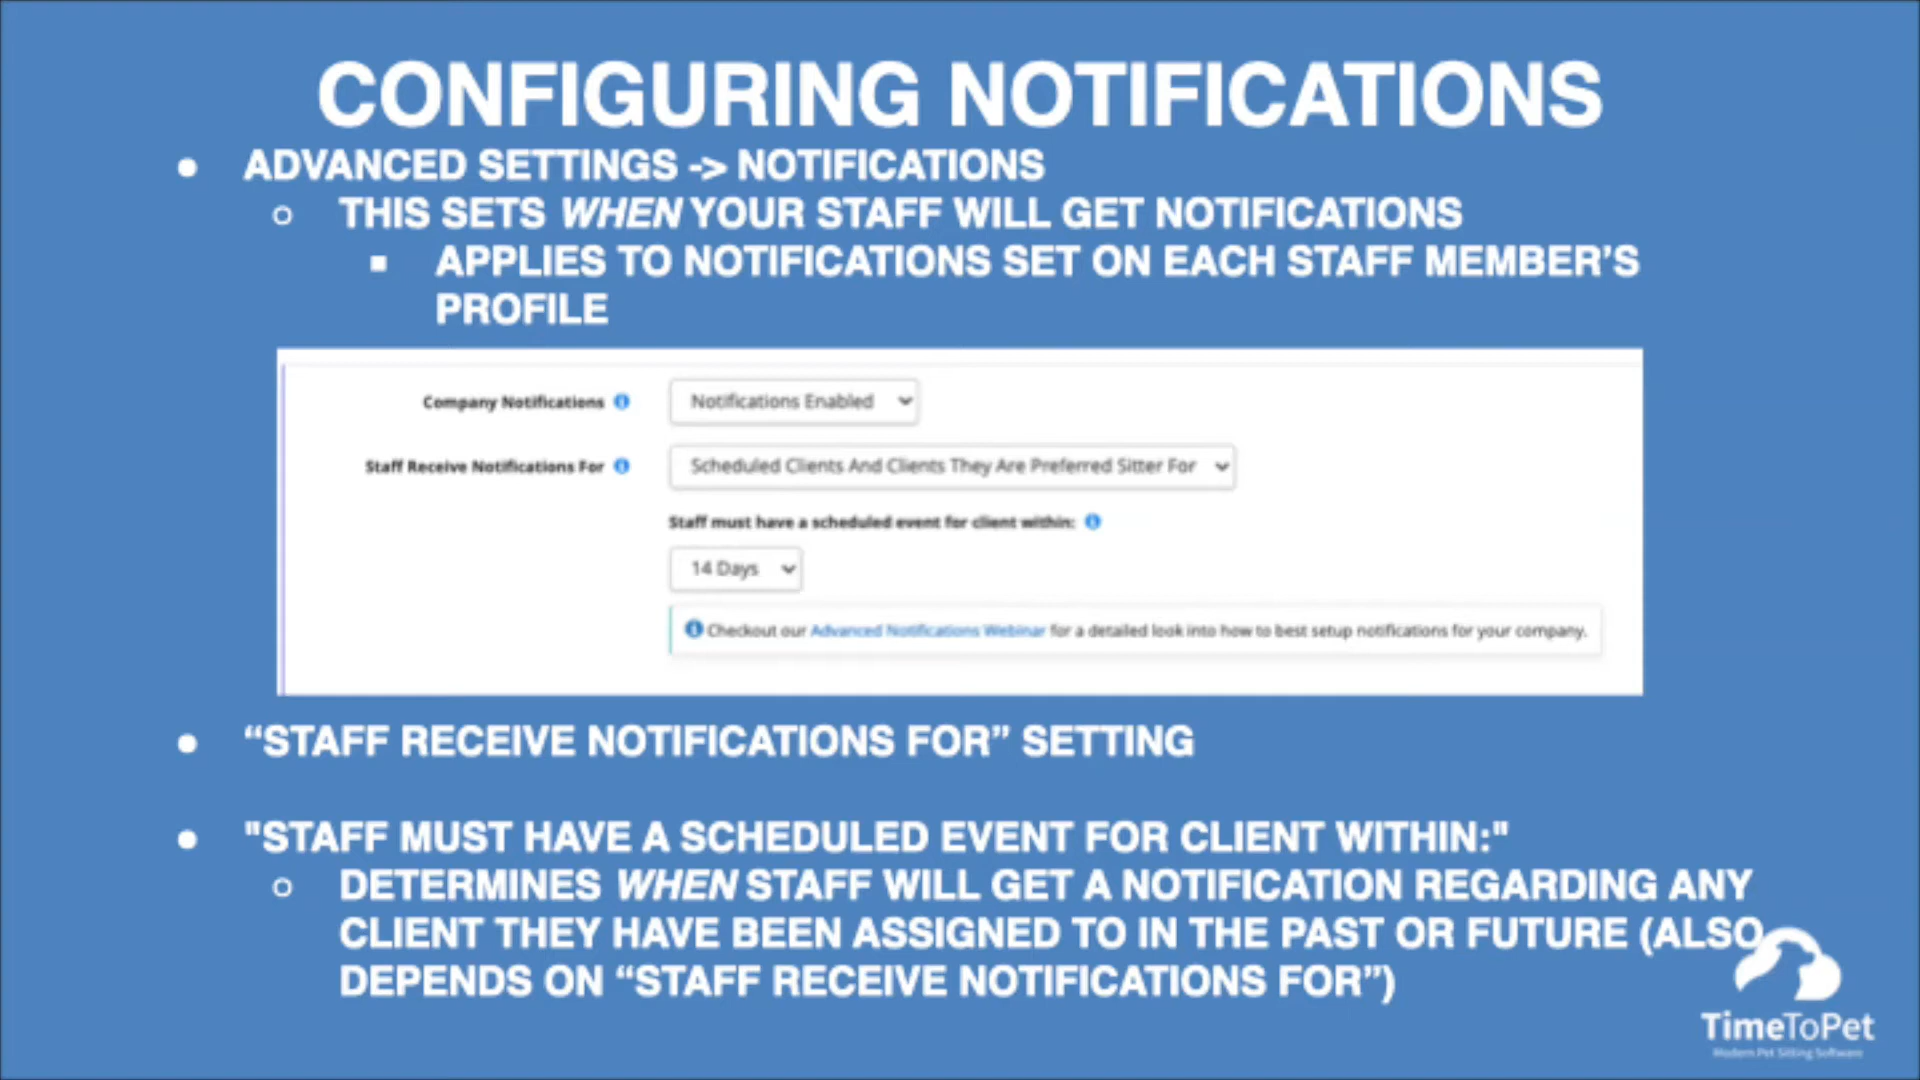 CONFIGURING NOTIFICATIONS
● ADVANCED SETTINGS -> NOTIFICATIONS
○ THIS SETS WHEN YOUR STAFF WILL GET NOTIFICATIONS
■ APPLIES TO NOTIFICATIONS SET ON EACH STAFF MEMBER’S
PROFILE
Company Notifications Notifications Enabled
Staff Receive Notifications For Scheduled Clients And Clients They Are Preferred Sitter For
Staff must have a scheduled event for client within:
14 Days
Checkout our Advanced Notifications Webinar for a detailed look into how to best setup notifications for your company.
● “STAFF RECEIVE NOTIFICATIONS FOR” SETTING
● "STAFF MUST HAVE A SCHEDULED EVENT FOR CLIENT WITHIN:"
○ DETERMINES WHEN STAFF WILL GET A NOTIFICATION REGARDING ANY
CLIENT THEY HAVE BEEN ASSIGNED TO IN THE PAST OR FUTURE (ALSO
DEPENDS ON “STAFF RECEIVE NOTIFICATIONS FOR”)
TimeToPet
Modern Pet Sitting Software